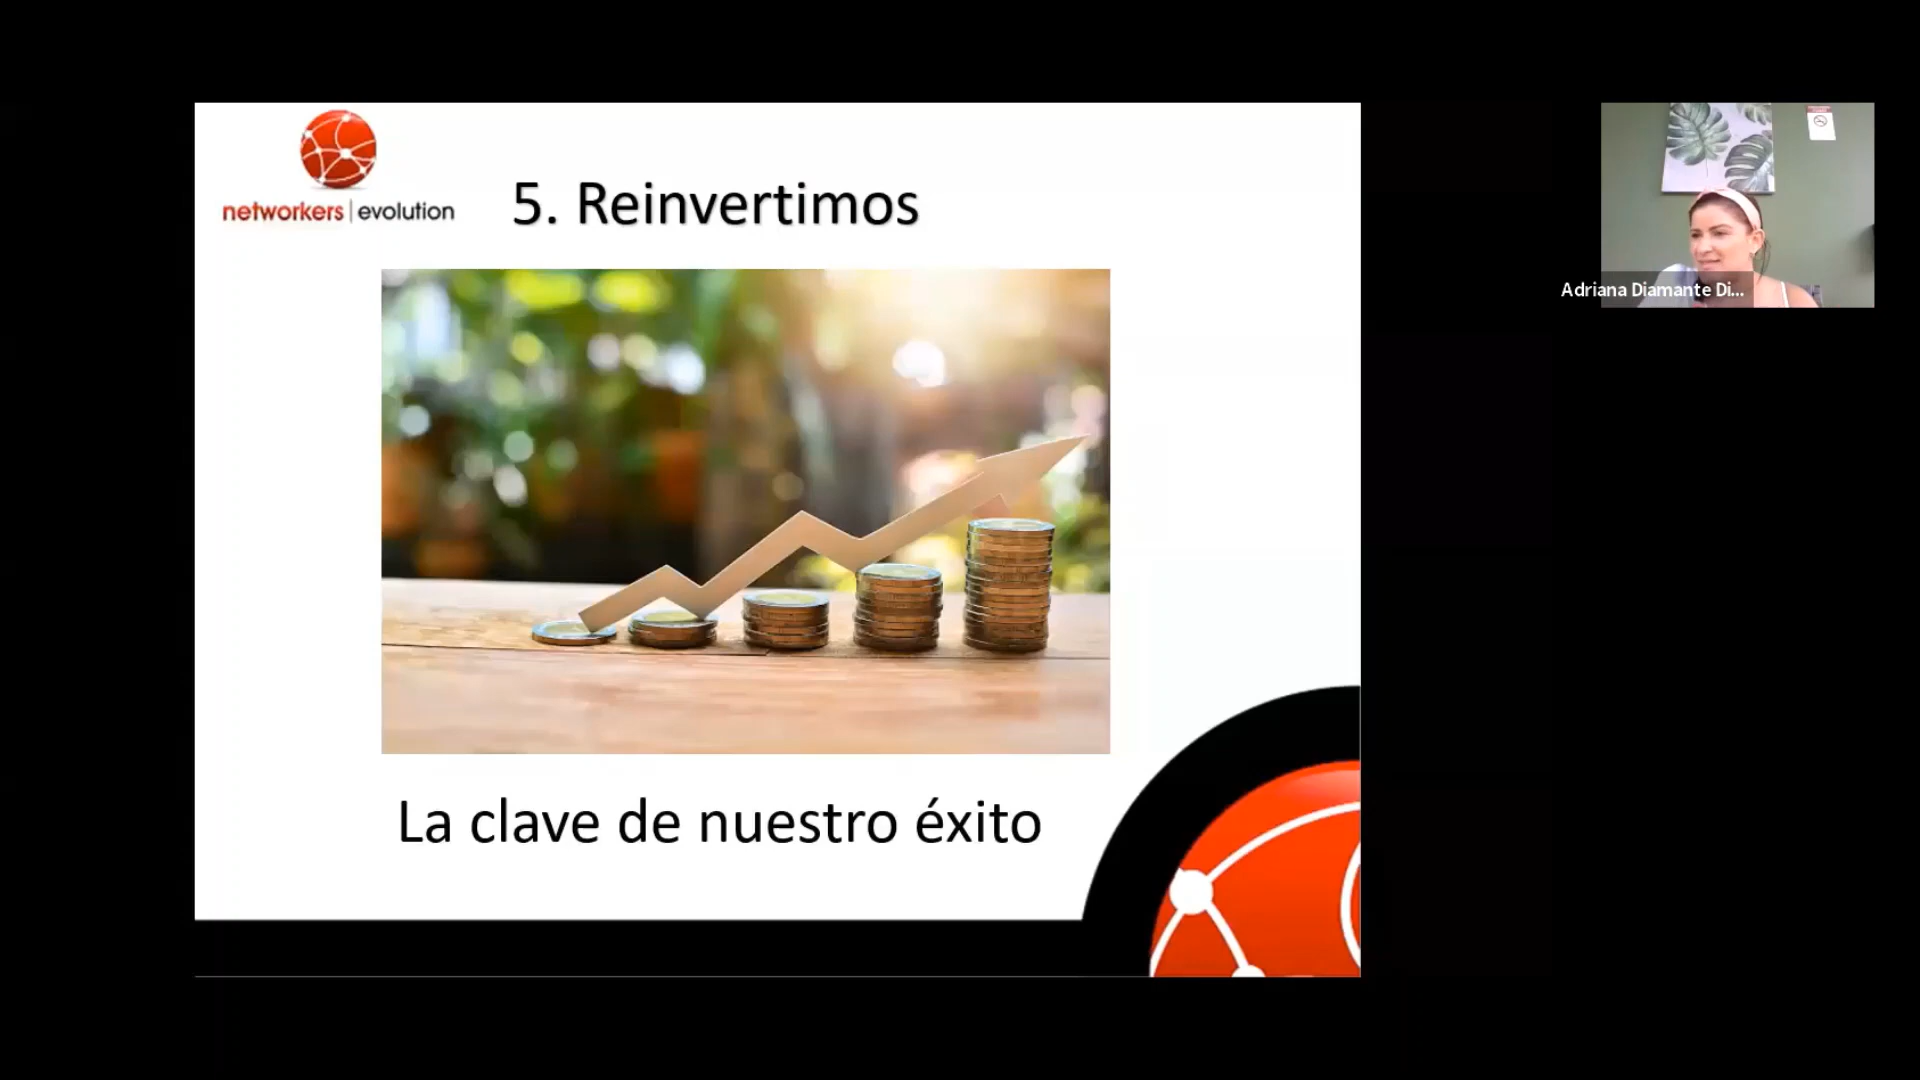 networkers | evolution
5. Reinvertimos
La clave de nuestro éxito
Adriana Diamante Di...